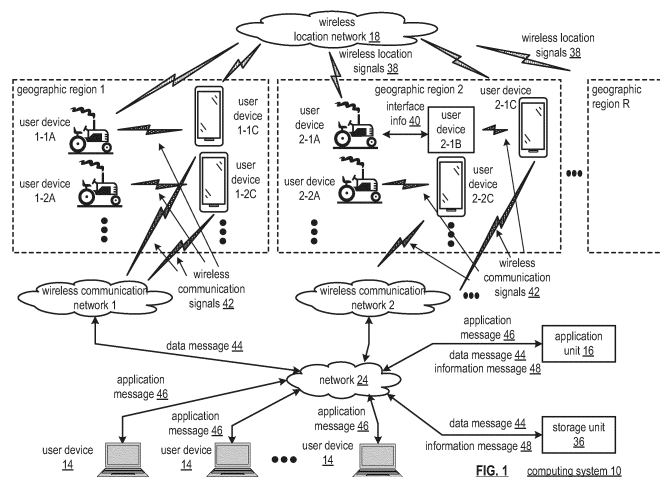 wireless
location network 18
wireless location
signals 38
wireless location
signals 38
geographic region 1
user device
1-1A
user device
1-1C
user device
1-2A
user
device
1-2C
geographic region 2
user device
2-1A
interface
info 40
user
device
2-1B
user device
2-1C
user device
2-2A
user
device
2-2C
geographic
region R
wireless
communication
signals 42
wireless
communication
signals 42
wireless communication
network 1
wireless communication
network 2
data message 44
application
message 46
data message 44
information message 48
application
unit 16
network 24
application
message 46
application
message 46
application
message 46
data message 44
information message 48
storage unit
36
user device
14
user device
14
user device
14
FIG. 1
computing system 10